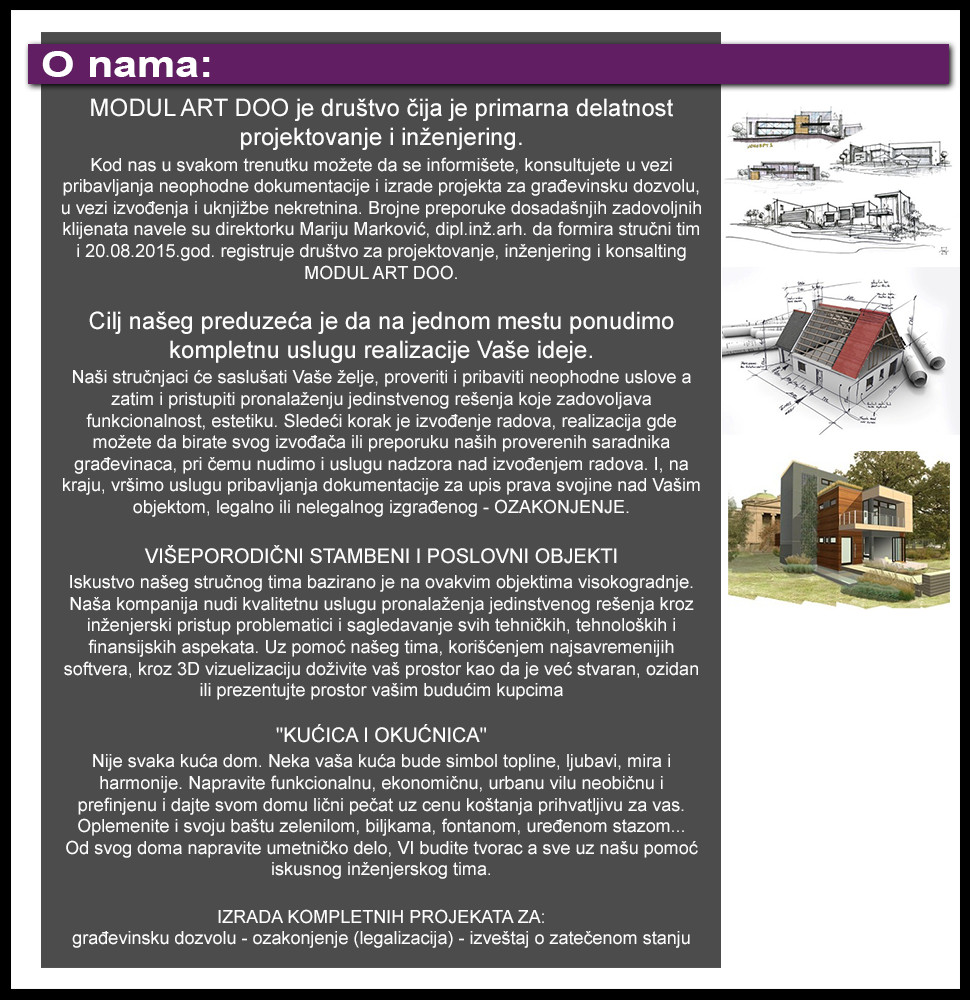 O nama:
MODUL ART DOO je društvo čija je primarna delatnost
projektovanje i inženjering.
Kod nas u svakom trenutku možete da se informišete, konsultujete u vezi
pribavljanja neophodne dokumentacije i izrade projekta za građevinsku dozvolu,
u vezi izvođenja i uknjižbe nekretnina. Brojne preporuke dosadašnjih zadovoljnih
klijenata navele su direktorku Mariju Marković, dipl.inž.arh. da formira stručni tim
i 20.08.2015.god. registruje društvo za projektovanje, inženjering i konsalting
MODUL ART DOO.
Cilj našeg preduzeća je da na jednom mestu ponudimo
kompletnu uslugu realizacije Vaše ideje.
Naši stručnjaci će saslušati Vaše želje, proveriti i pribaviti neophodne uslove a
zatim i pristupiti pronalaženju jedinstvenog rešenja koje zadovoljava
funkcionalnost, estetiku. Sledeći korak je izvođenje radova, realizacija gde
možete da birate svog izvođača ili preporuku naših proverenih saradnika
građevinaca, pri čemu nudimo i uslugu nadzora nad izvođenjem radova. I, na
kraju, vršimo uslugu pribavljanja dokumentacije za upis prava svojine nad Vašim
objektom, legalno ili nelegalnog izgrađenog - OZAKONJENJE.
VIŠEPORODIČNI STAMBENI I POSLOVNI OBJEKTI
Iskustvo našeg stručnog tima bazirano je na ovakvim objektima visokogradnje.
Naša kompanija nudi kvalitetnu uslugu pronalaženja jedinstvenog rešenja kroz
inženjerski pristup problematici i sagledavanje svih tehničkih, tehnoloških i
finansijskih aspekata. Uz pomoć našeg tima, korišćenjem najsavremenijih
softvera, kroz 3D vizuelizaciju doživite vaš prostor kao da je već stvaran, ozidan
ili prezentujte prostor vašim budućim kupcima
"KUĆICA I OKUĆNICA"
Nije svaka kuća dom. Neka vaša kuća bude simbol topline, ljubavi, mira i
harmonije. Napravite funkcionalnu, ekonomičnu, urbanu vilu neobičnu i
prefinjenu i dajte svom domu lični pečat uz cenu koštanja prihvatljivu za vas.
Oplemenite i svoju baštu zelenilom, biljkama, fontanom, uređenom stazom...
Od svog doma napravite umetničko delo, VI budite tvorac a sve uz našu pomoć
iskusnog inženjerskog tima.
IZRADA KOMPLETNIH PROJEKATA ZA:
građevinsku dozvolu - ozakonjenje (legalizacija) - izveštaj o zatečenom stanju